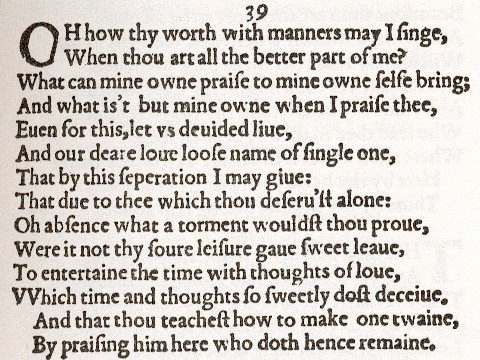 39
OH how thy worth with manners may I ſinge,
When thou art all the better part of me?
What can mine owne praiſe to mine owne ſelfe bring;
And what is't but mine owne when I praiſe thee,
Euen for this, let vs deuided liue,
And our deare loue looſe name of ſingle one,
That by this ſeperation I may giue:
That due to thee which thou deſeru'ſt alone:
Oh abſence what a torment wouldſt thou proue,
Were it not thy ſoure leiſure gaue ſweet leaue,
To entertaine the time with thoughts of loue,
VVhich time and thoughts ſo ſweetly doſt deceiue.
And that thou teacheſt how to make one twaine,
By praiſing him here who doth hence remaine.